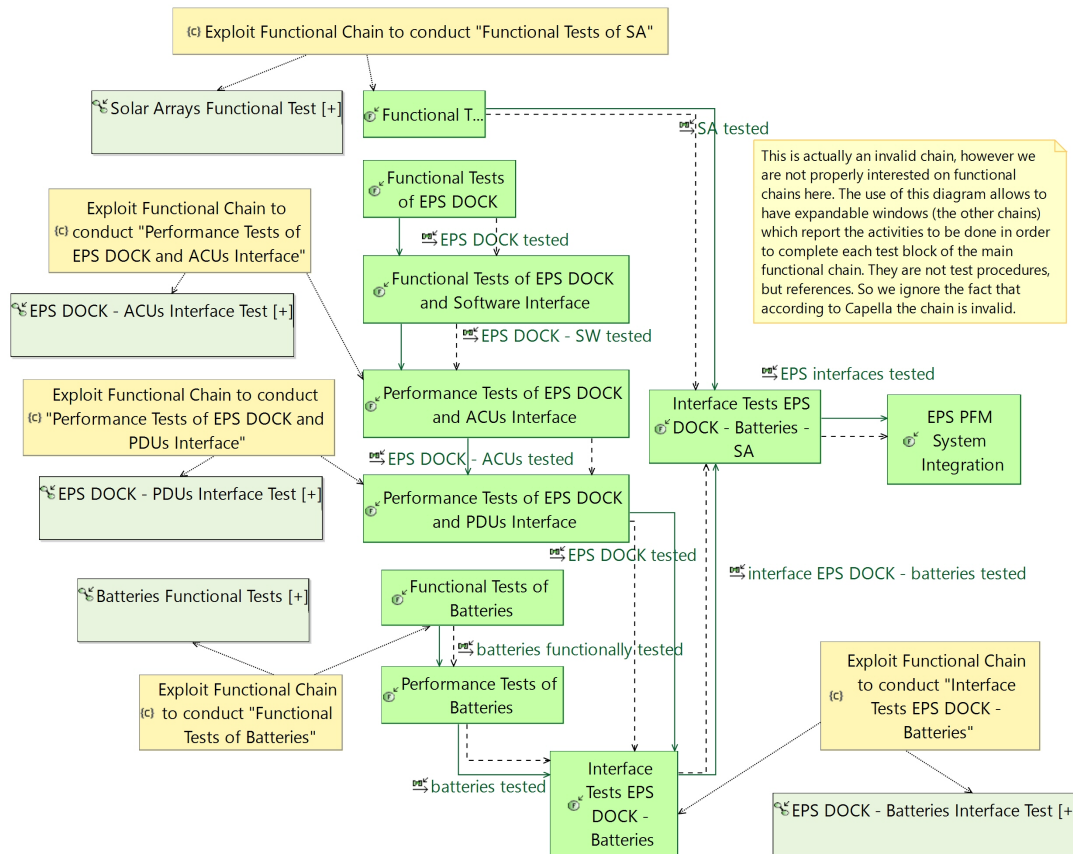 {c} Exploit Functional Chain to conduct "Functional Tests of SA"
Solar Arrays Functional Test [+]
Functional T...
SA tested
This is actually an invalid chain, however we
are not properly interested on functional
chains here. The use of this diagram allows to
have expandable windows (the other chains)
which report the activities to be done in order
to complete each test block of the main
functional chain. They are not test procedures,
but references. So we ignore the fact that
according to Capella the chain is invalid.
Functional Tests
of EPS DOCK
EPS DOCK tested
Exploit Functional Chain to
{c} conduct "Performance Tests of
EPS DOCK and ACUs Interface"
Functional Tests of EPS DOCK
and Software Interface
EPS DOCK - ACUs Interface Test [+]
EPS DOCK - SW tested
Performance Tests of EPS DOCK
and ACUs Interface
EPS interfaces tested
Exploit Functional Chain to conduct
{c} "Performance Tests of EPS DOCK and
PDUs Interface"
Interface Tests EPS
DOCK - Batteries -
SA
EPS PFM
System
Integration
EPS DOCK - ACUs tested
EPS DOCK - PDUs Interface Test [+]
Performance Tests of EPS DOCK
and PDUs Interface
EPS DOCK tested
interface EPS DOCK - batteries tested
Batteries Functional Tests [+]
Functional Tests of
Batteries
batteries functionally tested
Exploit Functional Chain
{c} to conduct "Functional
Tests of Batteries"
Performance Tests of
Batteries
Exploit Functional Chain
{c} to conduct "Interface
Tests EPS DOCK -
Batteries"
batteries tested
Interface
Tests EPS
DOCK -
Batteries
EPS DOCK - Batteries Interface Test [+